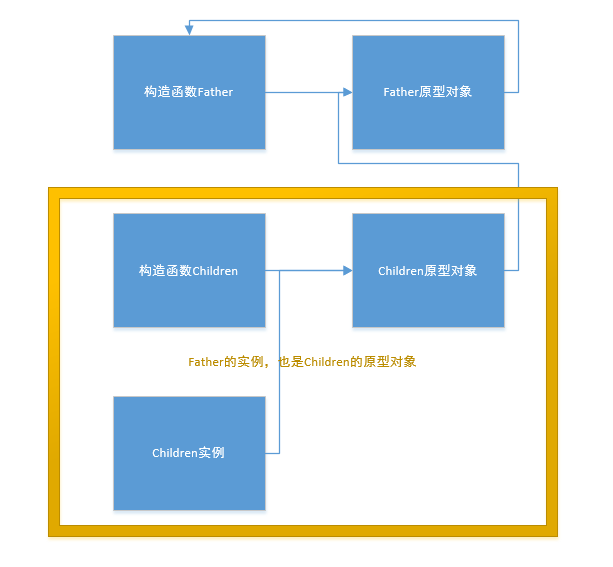 构造函数Father
Father原型对象
构造函数Children
Children原型对象
Father的实例，也是Children的原型对象
Children实例